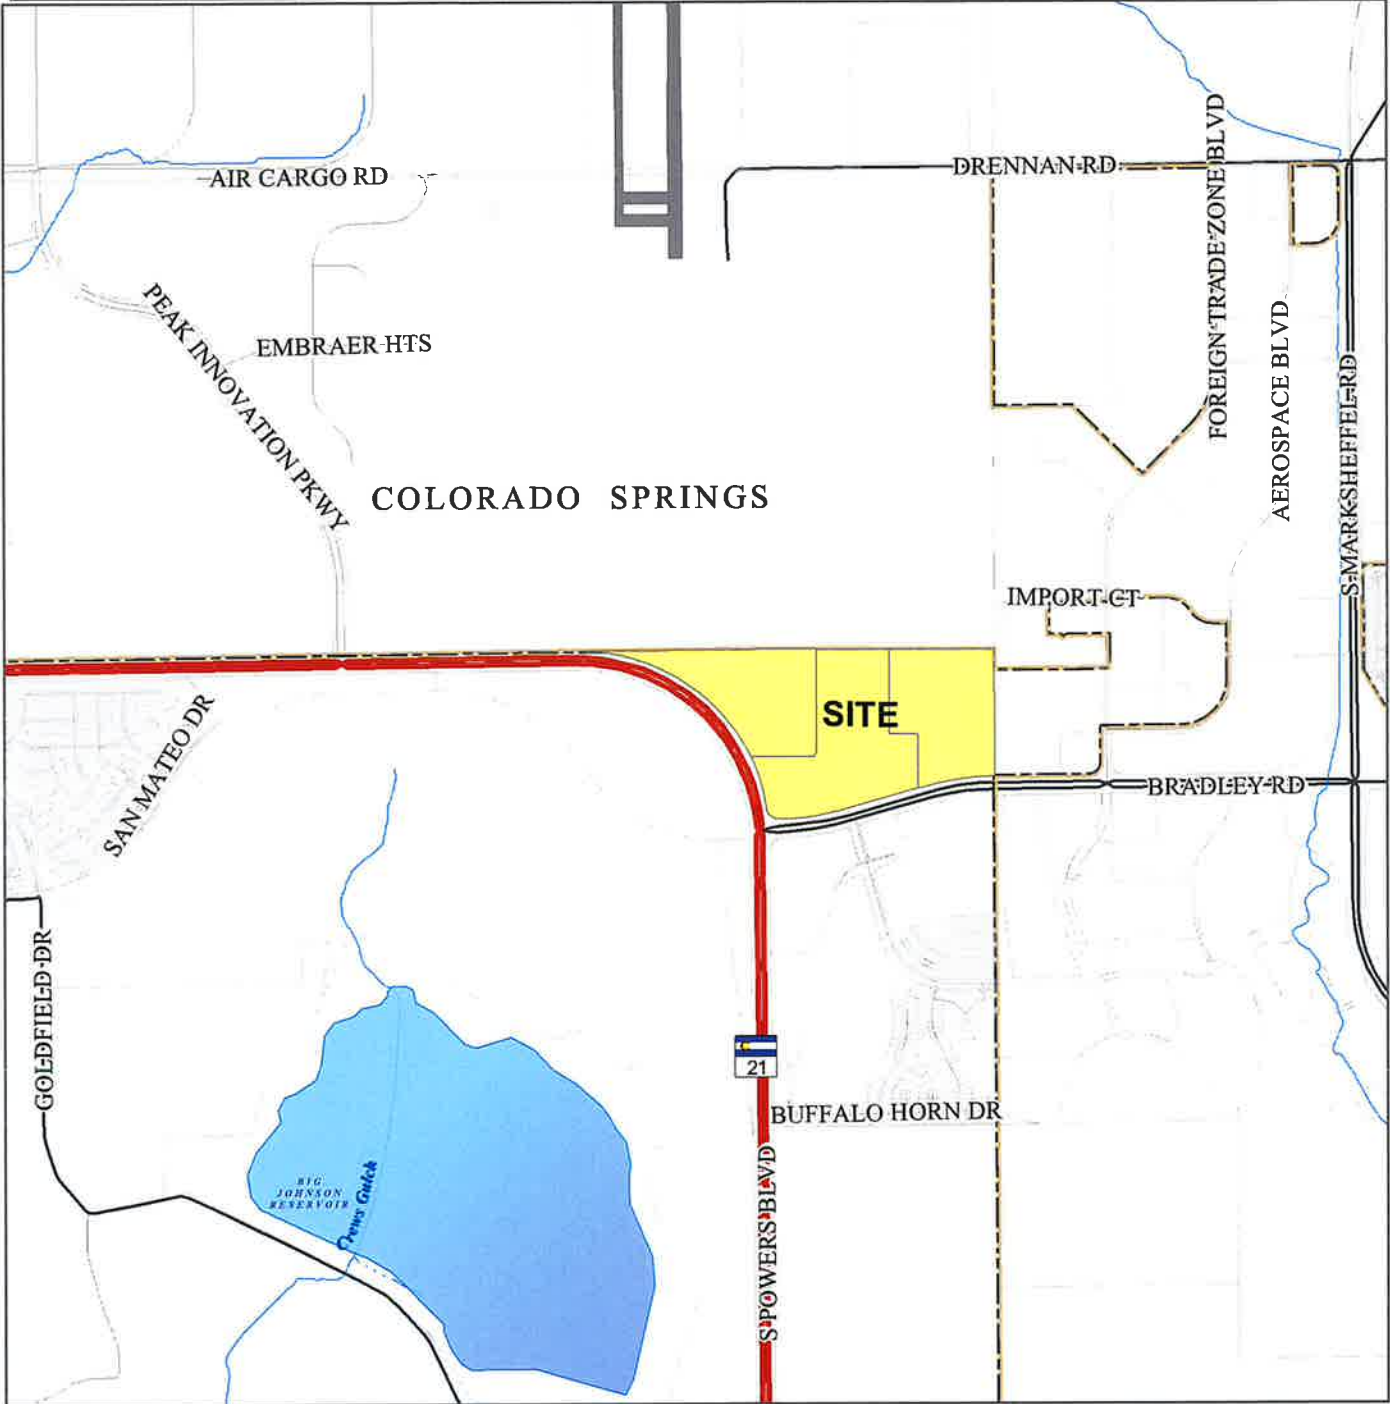 DRENNAN RD
AIR CARGO RD
FOREIGN TRADE ZONE BLVD
PEAK INNOVATION PKWY
EMBRAER HTS
AEROSPACE BLVD
S MARKSHEFFEL RD
COLORADO SPRINGS
IMPORT CT
SITE
SAN MATEO DR
BRADLEY RD
GOLDFIELD DR
21
BUFFALO HORN DR
BIG
JOHNSON
RESERVOIR
Crews Gulch
S POWERS BLVD